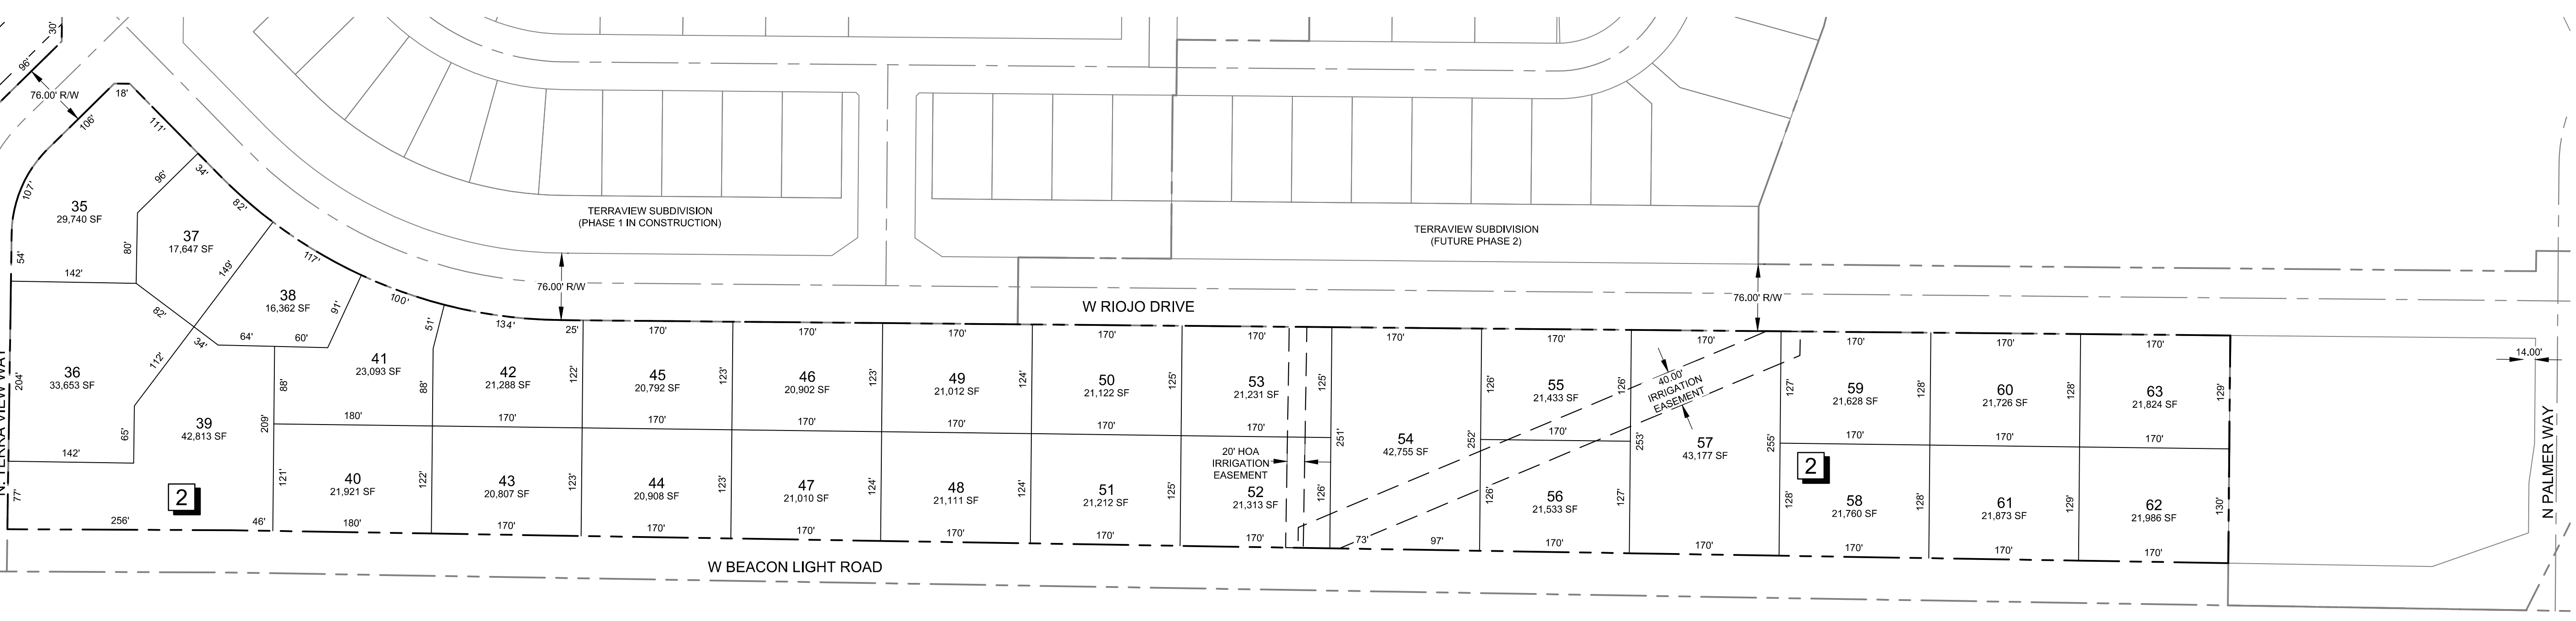 30'
96'
76.00' R/W
18'
106'
111'
107'
35
29,740 SF
96'
34'
82'
80'
37
17,647 SF
54'
142'
149'
117'
82'
38
16,362 SF
91'
100'
64'
60'
34'
112'
36
33,653 SF
204'
N. TERRA VIEW WAY
142'
65'
39
42,813 SF
209'
77'
2
256'
46'
TERRAVIEW SUBDIVISION
(PHASE 1 IN CONSTRUCTION)
TERRAVIEW SUBDIVISION
(FUTURE PHASE 2)
76.00' R/W
W RIOJO DRIVE
76.00' R/W
51'
134'
25'
170'
170'
170'
170'
170'
170'
170'
170'
170'
170'
170'
41
23,093 SF
88'
88'
180'
42
21,288 SF
122'
170'
45
20,792 SF
123'
170'
46
20,902 SF
123'
170'
49
21,012 SF
124'
170'
50
21,122 SF
125'
170'
53
21,231 SF
125'
170'
54
42,755 SF
251'
252'
55
21,433 SF
126'
126'
170'
40.00'
IRRIGATION
EASEMENT
57
43,177 SF
253'
255'
59
21,628 SF
127'
128'
170'
60
21,726 SF
128'
170'
63
21,824 SF
129'
170'
14.00'
N PALMER WAY
40
21,921 SF
121'
122'
180'
43
20,807 SF
123'
170'
44
20,908 SF
123'
170'
47
21,010 SF
124'
170'
48
21,111 SF
124'
170'
51
21,212 SF
125'
170'
20' HOA
IRRIGATION
EASEMENT
52
21,313 SF
126'
170'
73'
97'
56
21,533 SF
126'
127'
170'
170'
2
58
21,760 SF
128'
128'
170'
61
21,873 SF
129'
170'
62
21,986 SF
130'
170'
W BEACON LIGHT ROAD